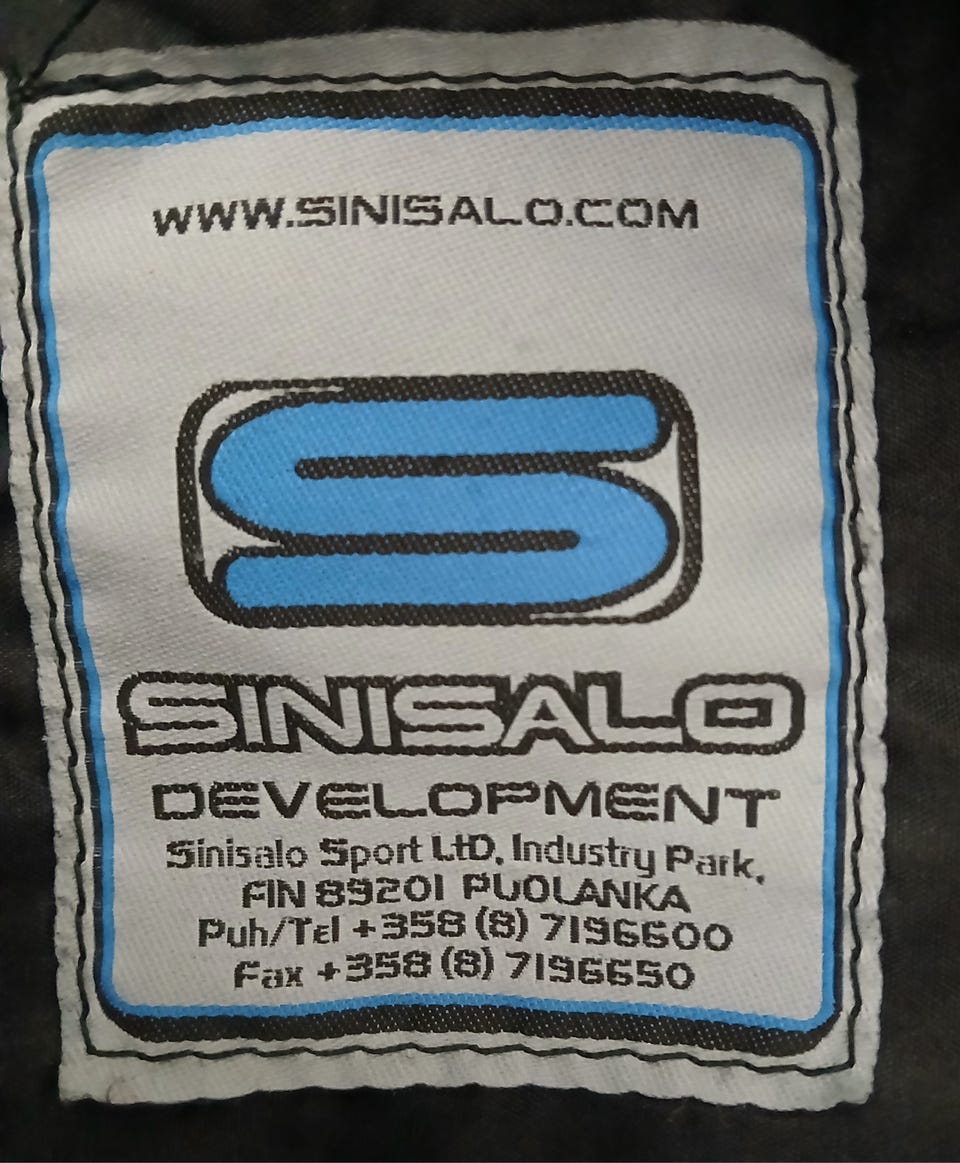 WWW.SINISALO.COM
S
SINISALO
DEVELOPMENT
Sinisalo Sport LtD, Industry Park,
FIN 89201 PUOLANKA
Puh/Tel +358 (8) 7196600
Fax +358 (8) 7196650